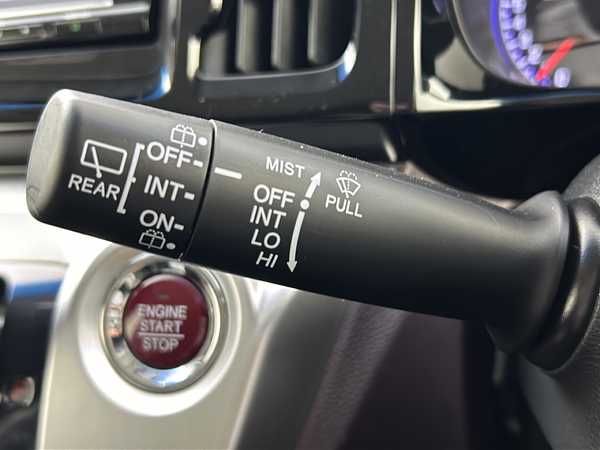 REAR
OFF-
INT-
ON-
MIST
OFF
INT
LO
HI
PULL
ENGINE
START
STOP